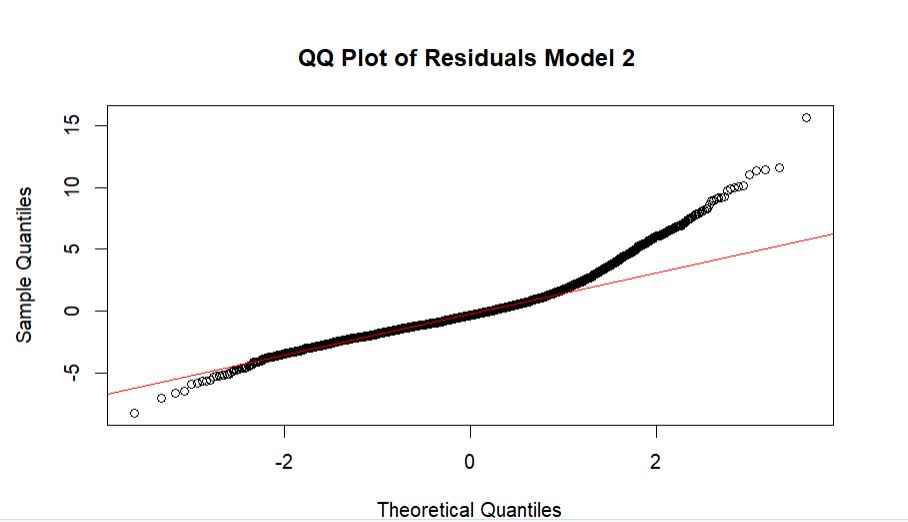 QQ Plot of Residuals Model 2
Sample Quantiles
15
10
5
0
-5
-2
0
2
Theoretical Quantiles